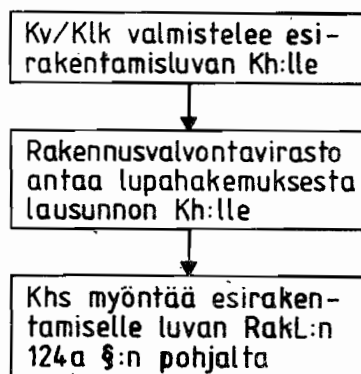 Kv/Klk valmistelee esi-
rakentamisluvan Kh:lle
Rakennusvalvontavirasto
antaa lupahakemuksesta
lausunnon Kh:lle
Khs myöntää esiraken-
tamiselle luvan RakL:n
124a §:n pohjalta